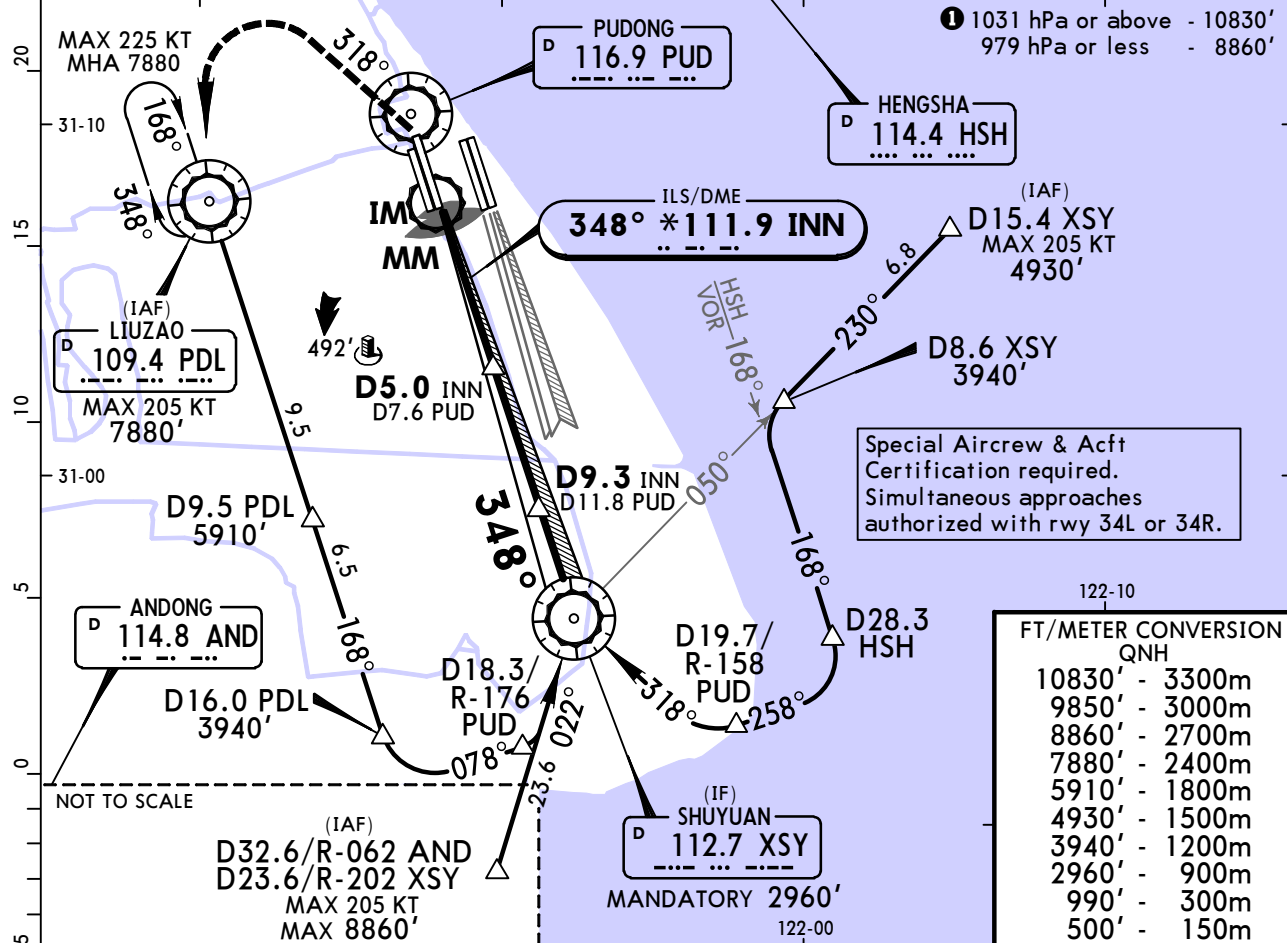 MAX 225 KT
MHA 7880
318°
PUDONG
D 116.9 PUD
❶ 1031 hPa or above - 10830'
979 hPa or less - 8860'
HENGSHA
D 114.4 HSH
20
31-10
168°
348°
IM
MM
ILS/DME
348° *111.9 INN
(IAF)
D15.4 XSY
MAX 205 KT
4930'
6.8
230°
15
(IAF)
LIUZAO
D 109.4 PDL
MAX 205 KT
7880'
492'
D5.0 INN
D7.6 PUD
HSH
VOR
168°
D8.6 XSY
3940'
10
9.5
31-00
D9.3 INN
D11.8 PUD
050°
Special Aircrew & Acft
Certification required.
Simultaneous approaches
authorized with rwy 34L or 34R.
D9.5 PDL
5910'
348°
6.5
168°
168°
5
ANDONG
D 114.8 AND
D16.0 PDL
3940'
D18.3/
R-176
PUD
022°
078°
23.6
D19.7/
R-158
PUD
318°
258°
D28.3
HSH
122-10
0
NOT TO SCALE
(IAF)
D32.6/R-062 AND
D23.6/R-202 XSY
MAX 205 KT
MAX 8860'
(IF)
SHUYUAN
D 112.7 XSY
MANDATORY 2960'
122-00
5
FT/METER CONVERSION
QNH
10830' - 3300m
9850' - 3000m
8860' - 2700m
7880' - 2400m
5910' - 1800m
4930' - 1500m
3940' - 1200m
2960' - 900m
990' - 300m
500' - 150m